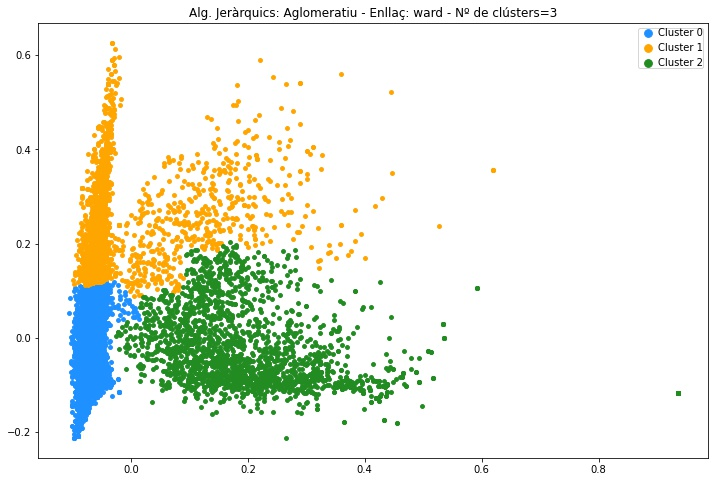 Alg. Jeràrquics: Aglomeratiu - Enllaç: ward - Nº de clústers=3
Cluster 0
Cluster 1
Cluster 2
0.6
0.4
0.2
0.0
−0.2
0.0 0.2 0.4 0.6 0.8